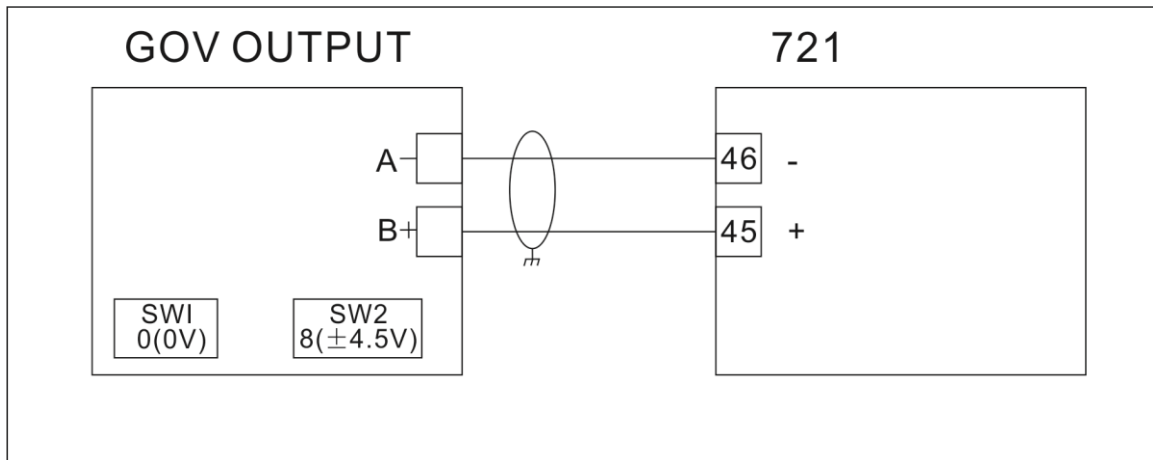 GOV OUTPUT
721
A-
46 -
B+
45 +
SWI
0(0V)
SW2
8(±4.5V)